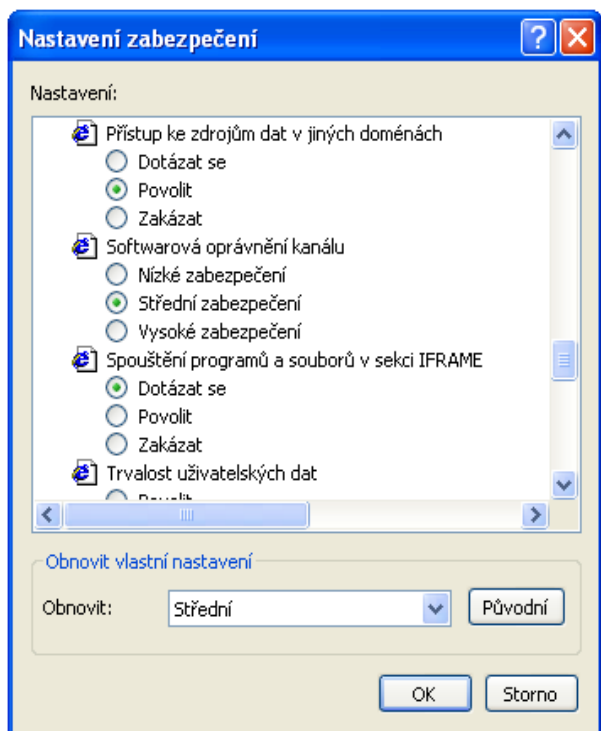 Nastavení zabezpečení
Nastavení:
Přístup ke zdrojům dat v jiných doménách
Dotázat se
Povolit
Zakázat
Softwarová oprávnění kanálu
Nízké zabezpečení
Střední zabezpečení
Vysoké zabezpečení
Spouštění programů a souborů v sekci IFRAME
Dotázat se
Povolit
Zakázat
Trvalost uživatelských dat
Obnovit vlastní nastavení
Obnovit: Střední Původní
OK Storno